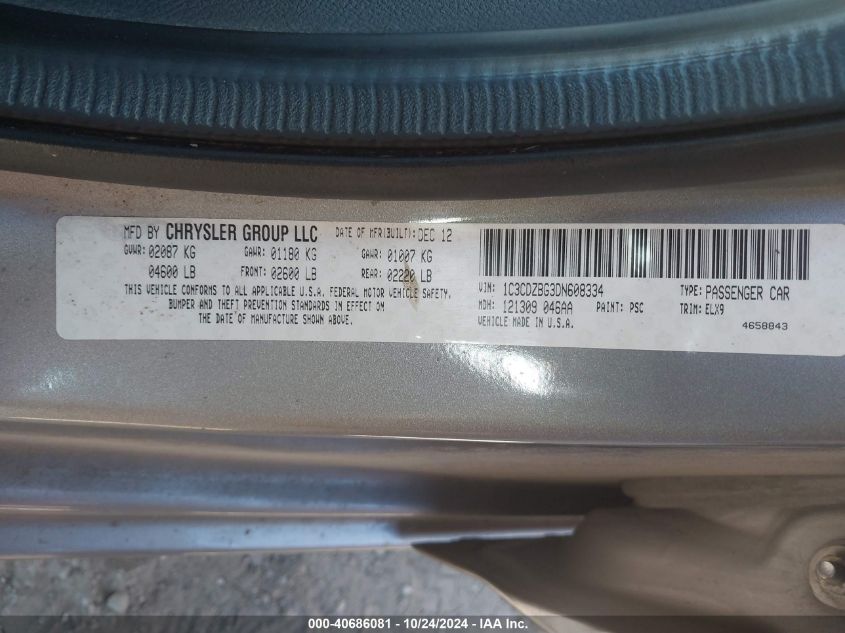 MFD BY CHRYSLER GROUP LLC DATE OF MFR(BUILT): DEC 12
GVWR: 02087 KG GAWR: 01180 KG GAWR: 01007 KG
04600 LB FRONT: 02600 LB REAR: 02220 LB
THIS VEHICLE CONFORMS TO ALL APPLICABLE U.S.A. FEDERAL MOTOR VEHICLE SAFETY,
BUMPER AND THEFT PREVENTION STANDARDS IN EFFECT ON
THE DATE OF MANUFACTURE SHOWN ABOVE.
VIN: 1C3CDZBG3DN608334 TYPE: PASSENGER CAR
MDH: 121309 046AA PAINT: PSC TRIM: ELX9
VEHICLE MADE IN U.S.A. 4658843
000-40686081 - 10/24/2024 - IAA Inc.